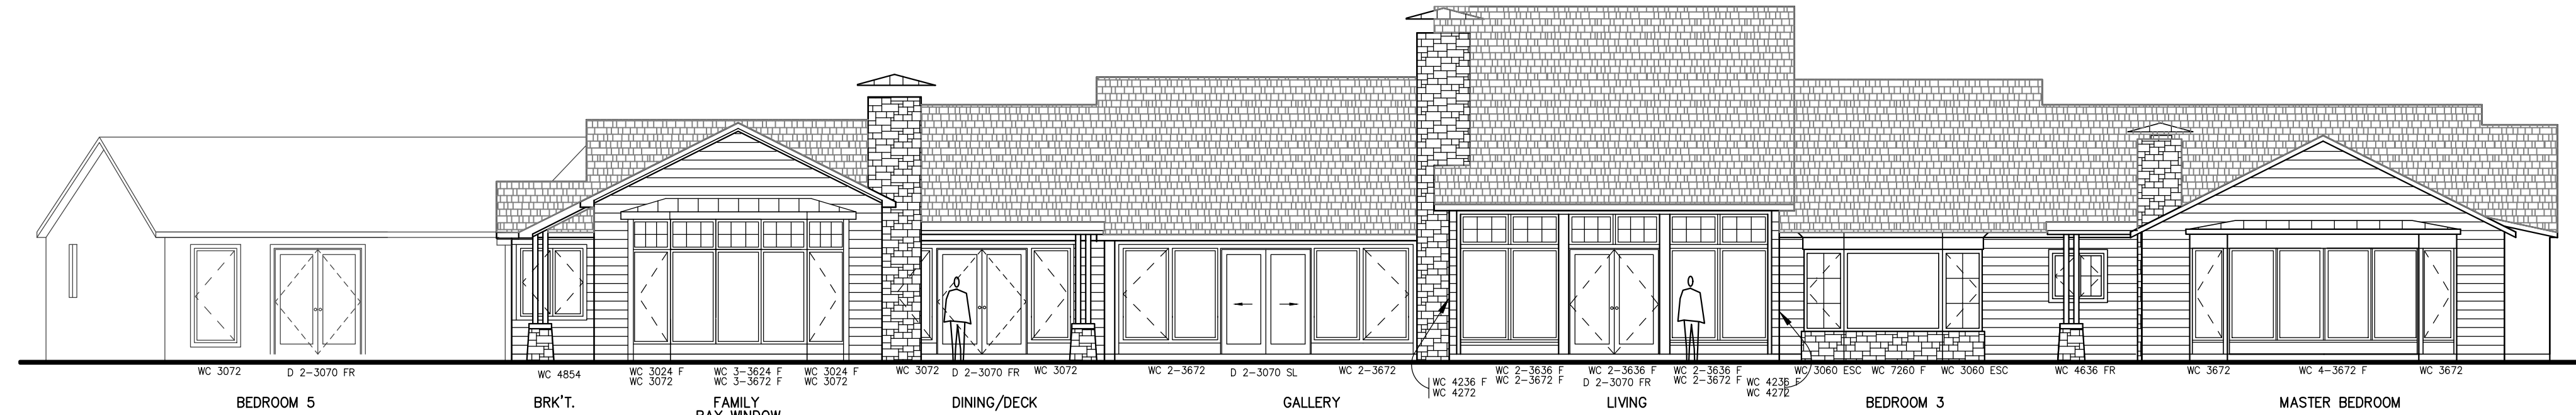 WC 3072
D 2-3070 FR
BEDROOM 5
WC 4854
BRK'T.
WC 3024 F
WC 3072
WC 3-3624 F
WC 3-3672 F
WC 3024 F
WC 3072
FAMILY
BAY WINDOW
WC 3072
D 2-3070 FR
WC 3072
DINING/DECK
WC 2-3672
D 2-3070 SL
WC 2-3672
GALLERY
WC 4236 F
WC 4272
WC 2-3636 F
WC 2-3672 F
WC 2-3636 F
D 2-3070 FR
WC 2-3636 F
WC 2-3672 F
WC 4236 F
WC 4272
LIVING
WC 3060 ESC
WC 7260 F
WC 3060 ESC
BEDROOM 3
WC 4636 FR
WC 3672
WC 4-3672 F
WC 3672
MASTER BEDROOM